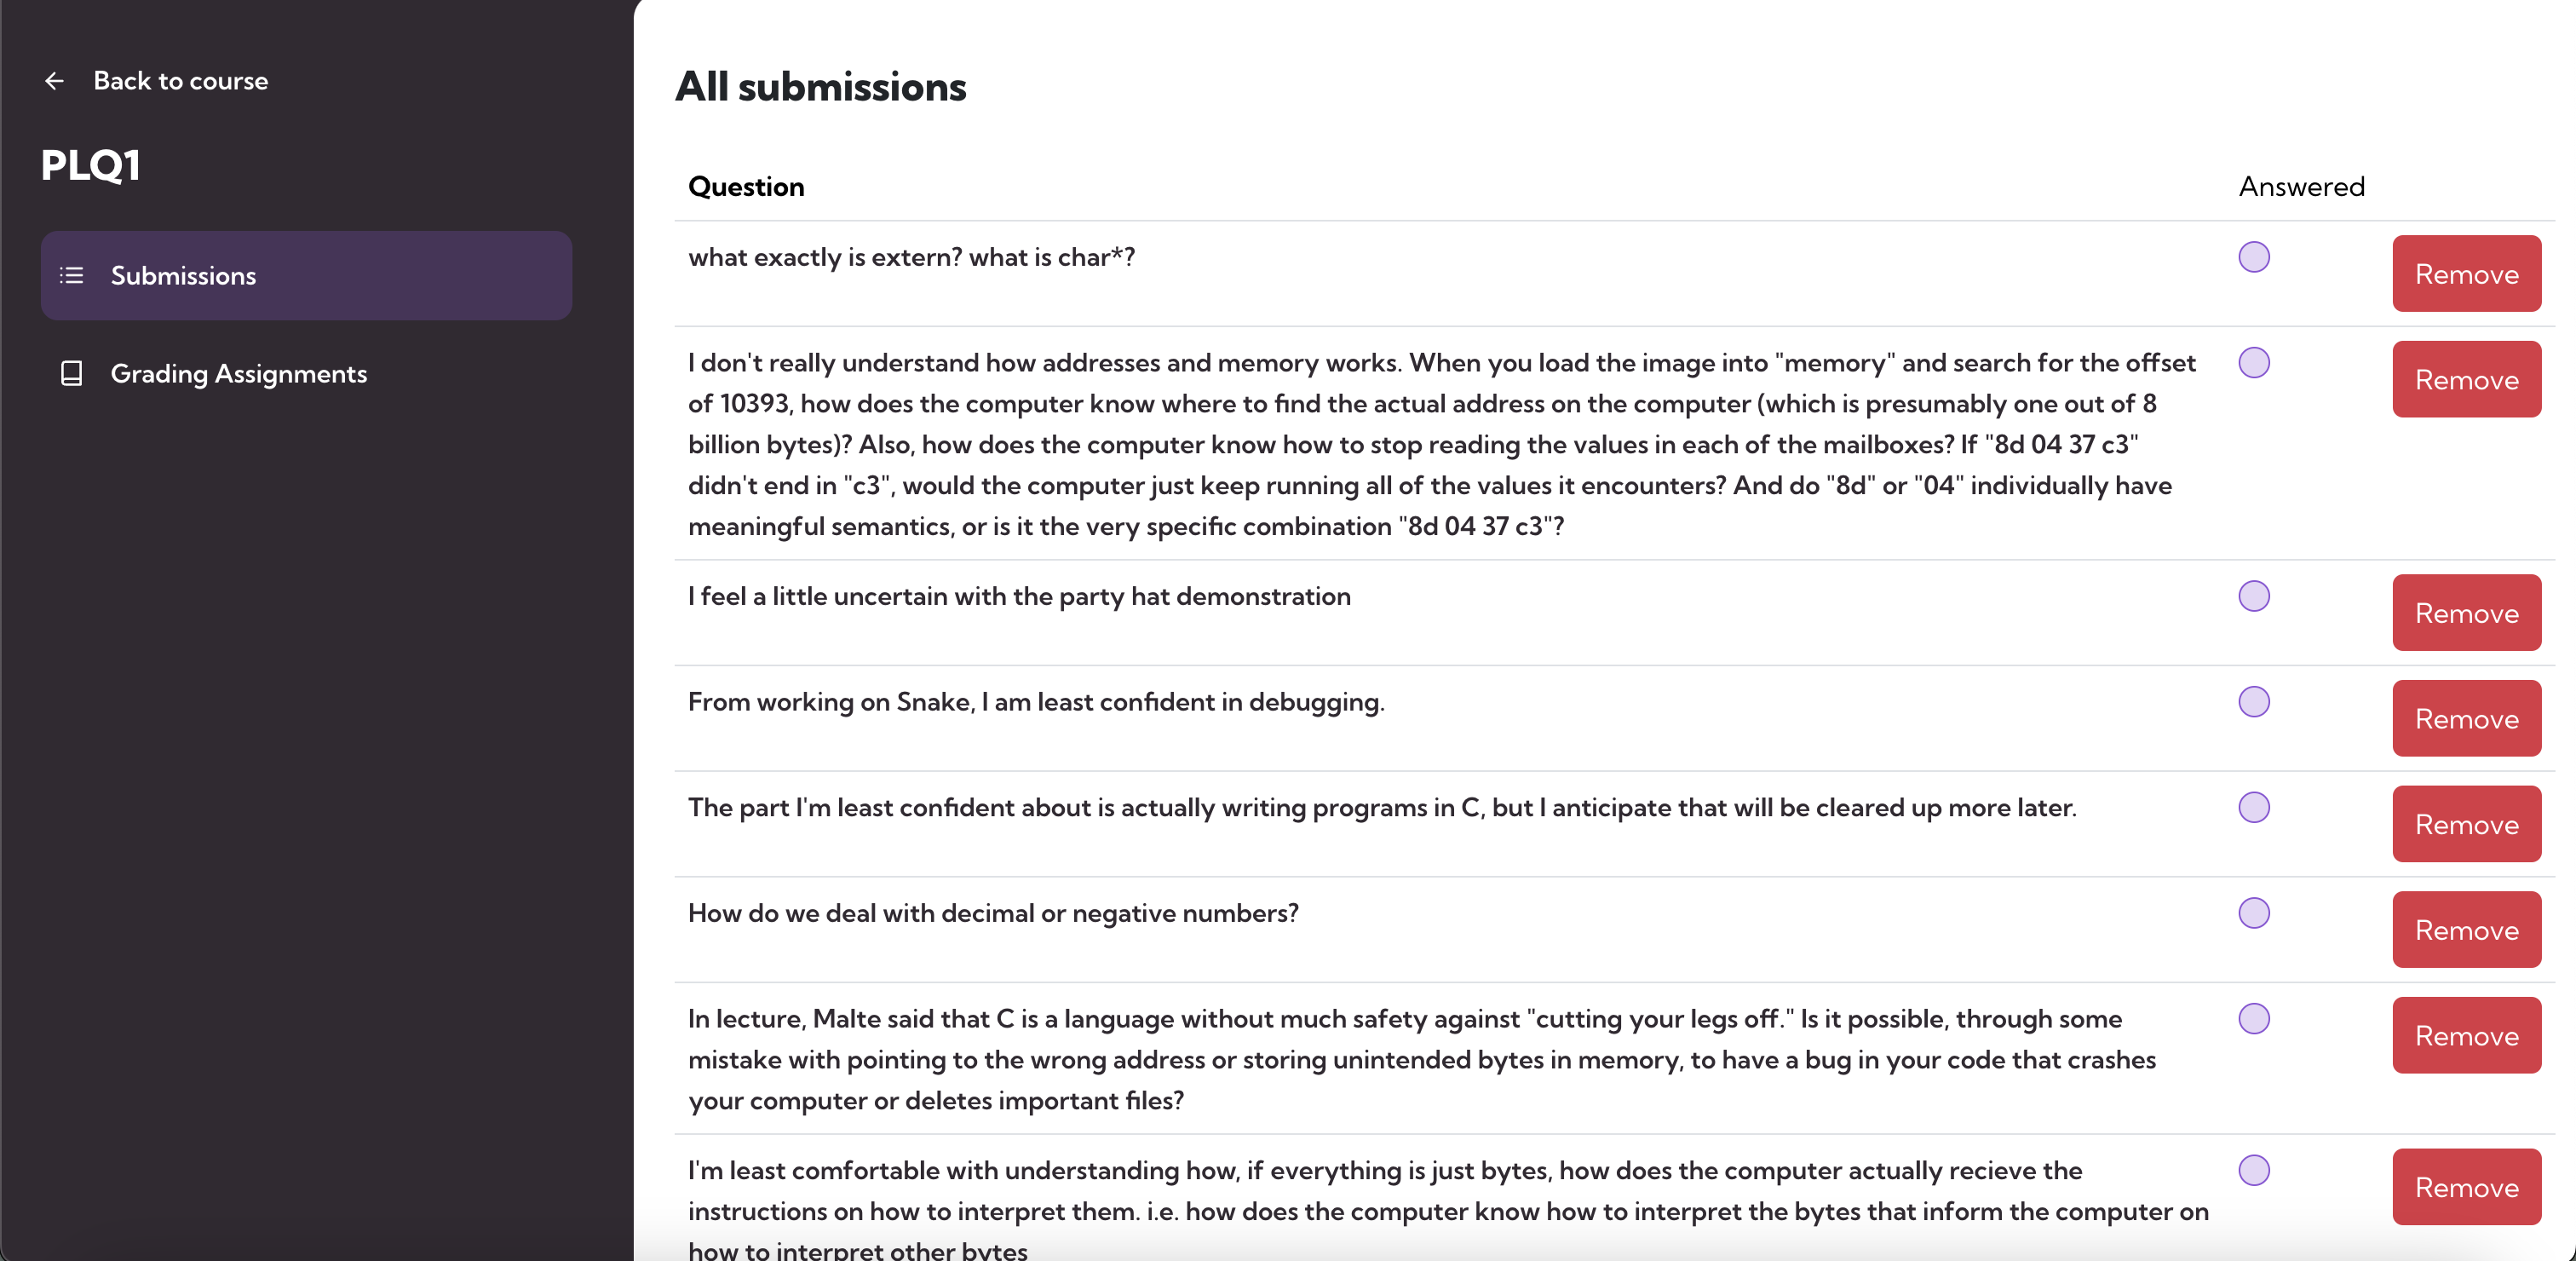 Back to course
PLQ1
Submissions
Grading Assignments
All submissions
Question Answered
what exactly is extern? what is char*?
Remove
I don't really understand how addresses and memory works. When you load the image into "memory" and search for the offset
of 10393, how does the computer know where to find the actual address on the computer (which is presumably one out of 8
billion bytes)? Also, how does the computer know how to stop reading the values in each of the mailboxes? If "8d 04 37 c3"
didn't end in "c3", would the computer just keep running all of the values it encounters? And do "8d" or "04" individually have
meaningful semantics, or is it the very specific combination "8d 04 37 c3"?
Remove
I feel a little uncertain with the party hat demonstration
Remove
From working on Snake, I am least confident in debugging.
Remove
The part I'm least confident about is actually writing programs in C, but I anticipate that will be cleared up more later.
Remove
How do we deal with decimal or negative numbers?
Remove
In lecture, Malte said that C is a language without much safety against "cutting your legs off." Is it possible, through some
mistake with pointing to the wrong address or storing unintended bytes in memory, to have a bug in your code that crashes
your computer or deletes important files?
Remove
I'm least comfortable with understanding how, if everything is just bytes, how does the computer actually recieve the
instructions on how to interpret them. i.e. how does the computer know how to interpret the bytes that inform the computer on
how to interpret other bytes
Remove